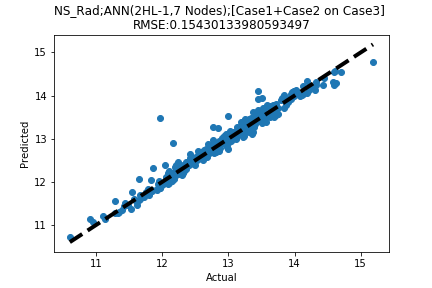 NS_Rad;ANN(2HL-1,7 Nodes);[Case1+Case2 on Case3]
RMSE:0.15430133980593497
15
14
13
12
11
Predicted
11 12 13 14 15
Actual